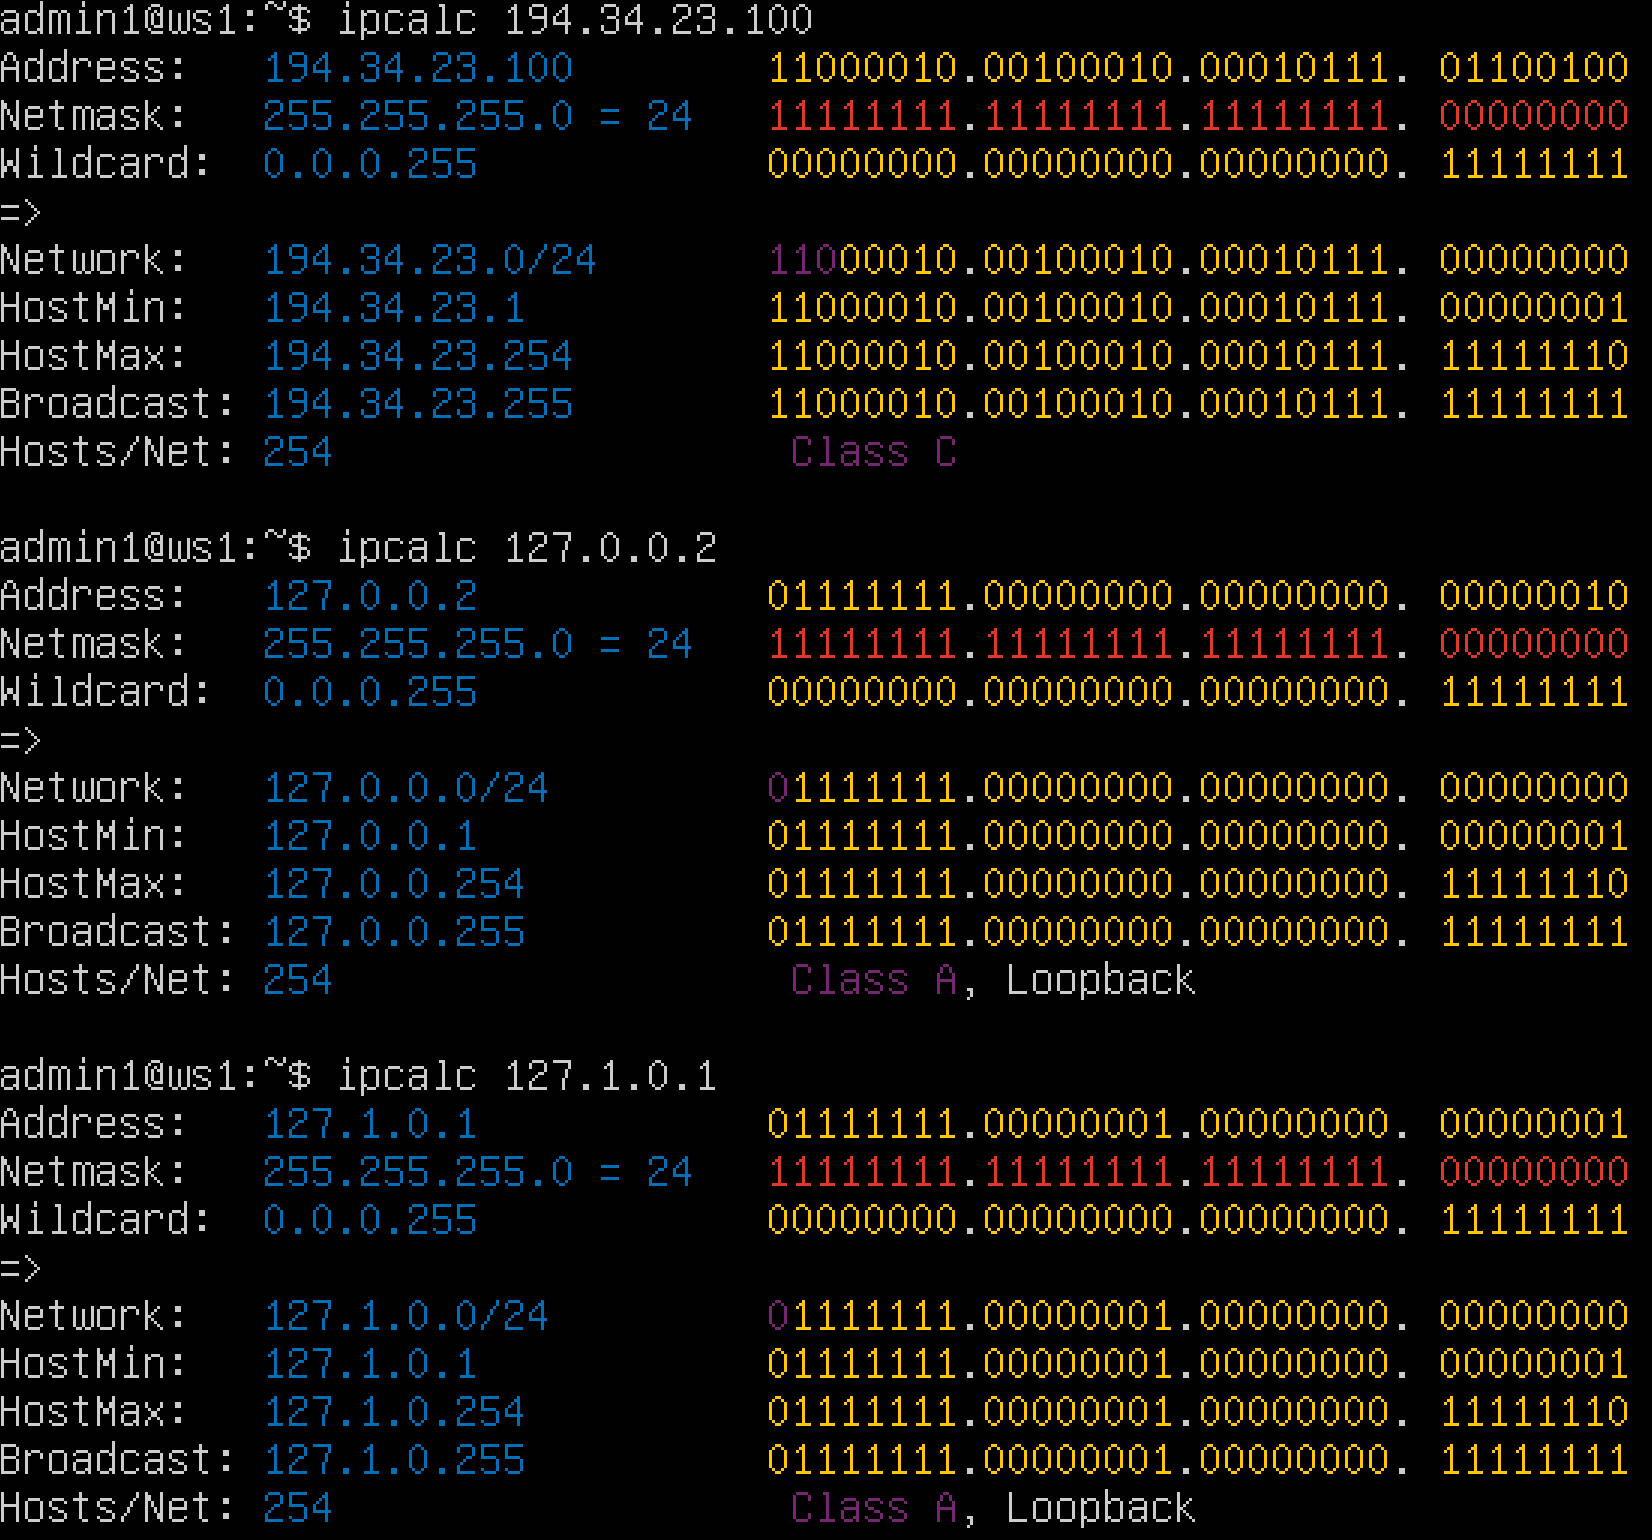 admin1@ws1:~$ ipcalc 194.34.23.100
Address:   194.34.23.100        11000010.00100010.00010111. 01100100
Netmask:   255.255.255.0 = 24   11111111.11111111.11111111. 00000000
Wildcard:  0.0.0.255            00000000.00000000.00000000. 11111111
=>
Network:   194.34.23.0/24       11000010.00100010.00010111. 00000000
HostMin:   194.34.23.1          11000010.00100010.00010111. 00000001
HostMax:   194.34.23.254        11000010.00100010.00010111. 11111110
Broadcast: 194.34.23.255        11000010.00100010.00010111. 11111111
Hosts/Net: 254                   Class C
admin1@ws1:~$ ipcalc 127.0.0.2
Address:   127.0.0.2            01111111.00000000.00000000. 00000010
Netmask:   255.255.255.0 = 24   11111111.11111111.11111111. 00000000
Wildcard:  0.0.0.255            00000000.00000000.00000000. 11111111
=>
Network:   127.0.0.0/24         01111111.00000000.00000000. 00000000
HostMin:   127.0.0.1            01111111.00000000.00000000. 00000001
HostMax:   127.0.0.254          01111111.00000000.00000000. 11111110
Broadcast: 127.0.0.255          01111111.00000000.00000000. 11111111
Hosts/Net: 254                   Class A, Loopback
admin1@ws1:~$ ipcalc 127.1.0.1
Address:   127.1.0.1            01111111.00000001.00000000. 00000001
Netmask:   255.255.255.0 = 24   11111111.11111111.11111111. 00000000
Wildcard:  0.0.0.255            00000000.00000000.00000000. 11111111
=>
Network:   127.1.0.0/24         01111111.00000001.00000000. 00000000
HostMin:   127.1.0.1            01111111.00000001.00000000. 00000001
HostMax:   127.1.0.254          01111111.00000001.00000000. 11111110
Broadcast: 127.1.0.255          01111111.00000001.00000000. 11111111
Hosts/Net: 254                   Class A, Loopback